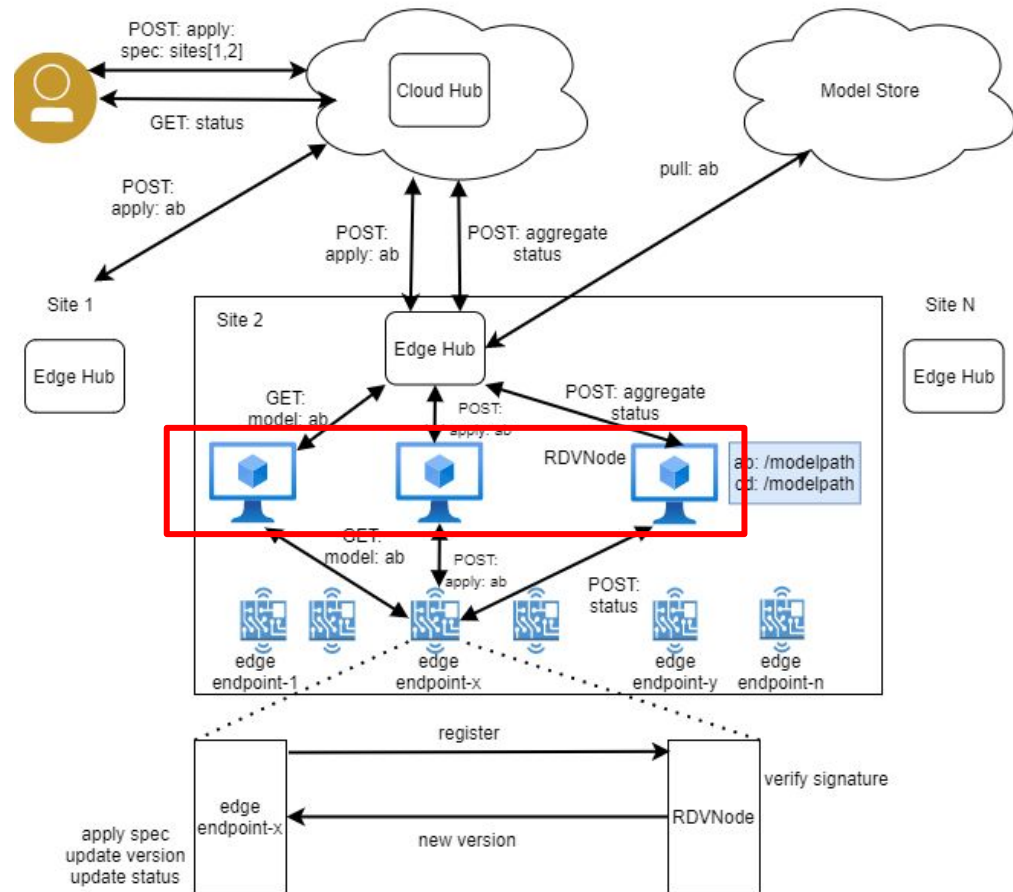 POST: apply:
spec: sites[1,2]
GET: status
Cloud Hub
Model Store
POST:
apply: ab
pull: ab
POST:
apply: ab
POST: aggregate
status
Site 1
Edge Hub
Site 2
Edge Hub
Site N
Edge Hub
GET:
model: ab
POST:
apply: ab
POST: aggregate
status
RDVNode
ab: /modelpath
cd: /modelpath
GET:
model: ab
POST:
apply: ab
POST:
status
edge
endpoint-1
edge
endpoint-x
edge
endpoint-y
edge
endpoint-n
register
edge
endpoint-x
new version
RDVNode
verify signature
apply spec
update version
update status